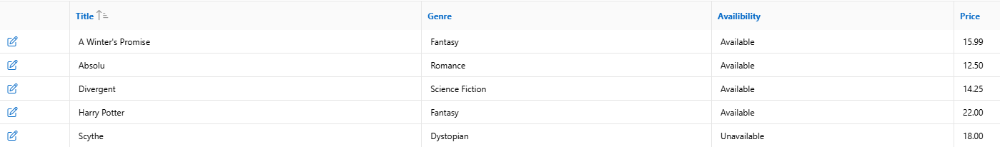 Title Genre Availibility Price
A Winter's Promise Fantasy Available 15.99
Absolu Romance Available 12.50
Divergent Science Fiction Available 14.25
Harry Potter Fantasy Available 22.00
Scythe Dystopian Unavailable 18.00